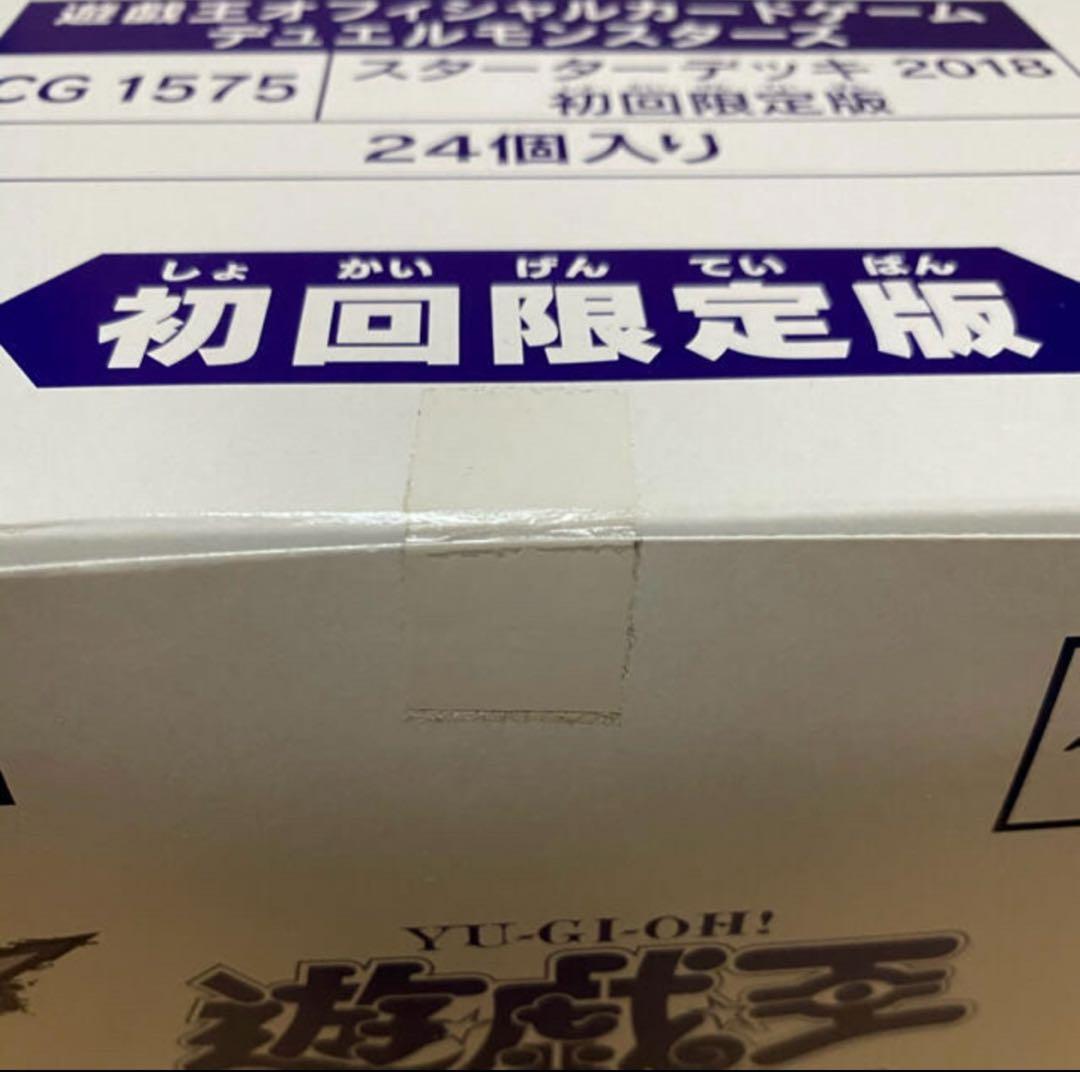 遊戯王オフィシャルカードゲーム
デュエルモンスターズ
CG 1575
スターターデッキ 2018
初回限定版
24個入り
しょ かい げん てい ばん
初回限定版
YU-GI-OH!
遊戯王